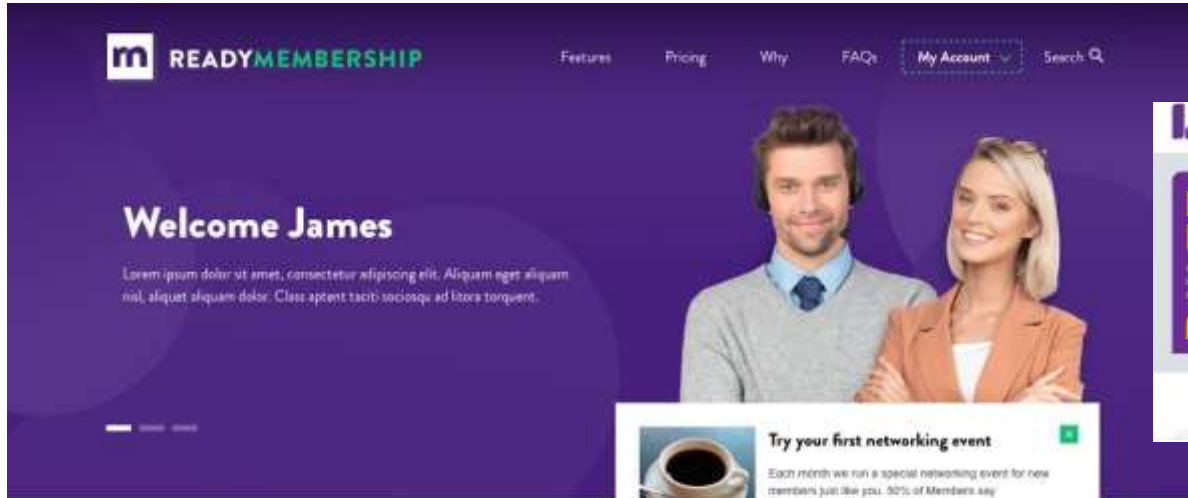 m READYMEMBERSHIP
Features Pricing Why FAQs My Account Search
Welcome James
Lorem ipsum dolor sit amet, consectetur adipiscing elit. Aliquam eget aliquam
nisl, aliquet aliquam dolor. Class aptent taciti sociosqu ad litora torquent.
Try your first networking event
Each month we run a special networking event for new
members just like you. 50% of Members say